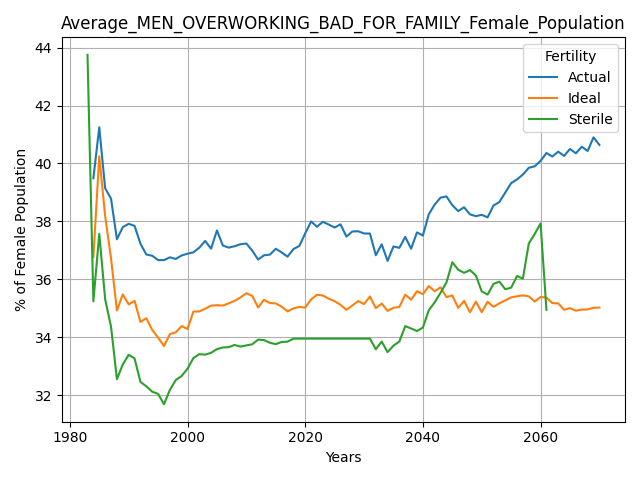 Average_MEN_OVERWORKING_BAD_FOR_FAMILY_Female_Population
44
42
40
38
36
34
32
% of Female Population
Fertility
Actual
Ideal
Sterile
1980
2000
2020
2040
2060
Years